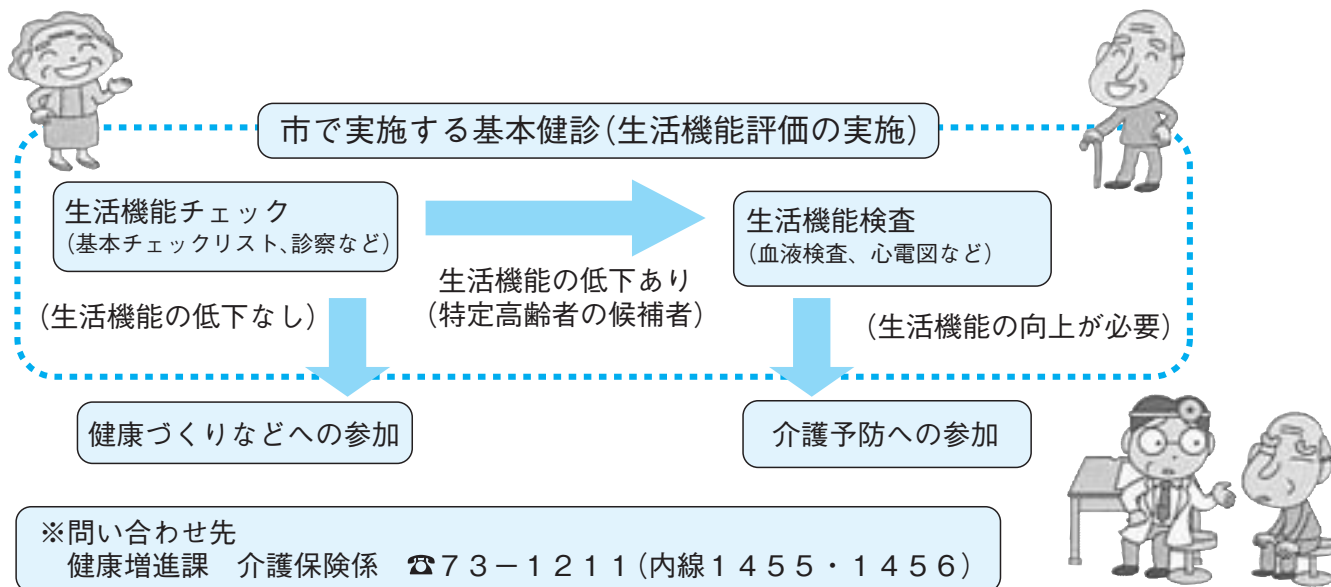 市で実施する基本健診(生活機能評価の実施)
生活機能チェック
(基本チェックリスト、診察など)
生活機能検査
(血液検査、心電図など)
生活機能の低下あり
(特定高齢者の候補者)
(生活機能の低下なし)
(生活機能の向上が必要)
健康づくりなどへの参加
介護予防への参加
※問い合わせ先
健康増進課　介護保険係　☎73-1211(内線1455・1456)